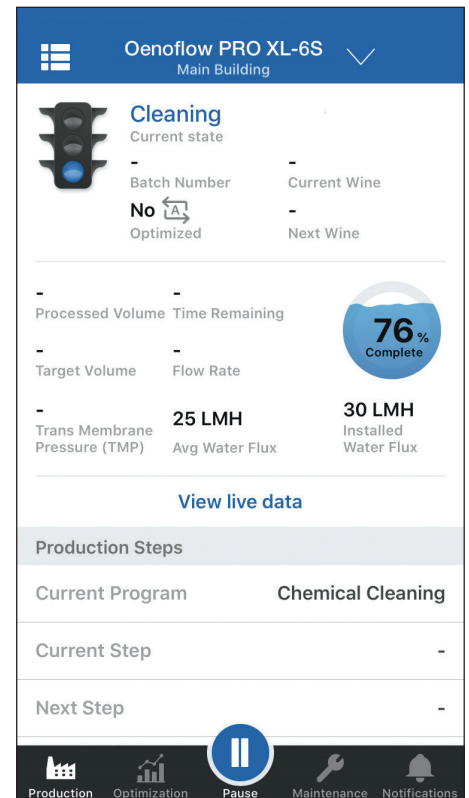 Oenoflow PRO XL-6S
Main Building
Cleaning
Current state
-
Batch Number
-
Current Wine
No A
Optimized
-
Next Wine
-
Processed Volume
-
Time Remaining
76%
Complete
-
Target Volume
-
Flow Rate
-
Trans Membrane
Pressure (TMP)
25 LMH
Avg Water Flux
30 LMH
Installed
Water Flux
View live data
Production Steps
Current Program Chemical Cleaning
Current Step -
Next Step -
Production Optimization Pause Maintenance Notifications